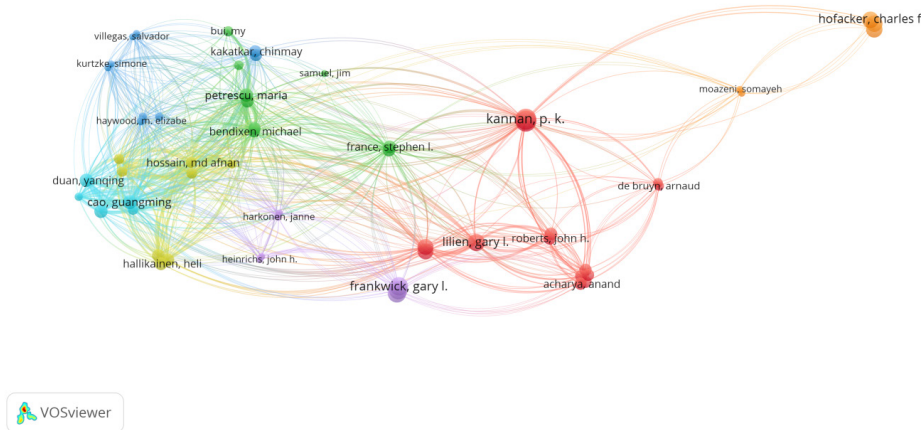 hofacker, charles f
villegas, salvador
bui, my
kakatkar, chinmay
kurtzke, simone
samuel, jim
moazeni, somayeh
petrescu, maria
haywood, m. elizabe
kannan, p. k.
bendixen, michael
france, stephen l.
hossain, md afnan
duan, yanqing
de bruyn, arnaud
cao, guangming
harkonen, janne
lilien, gary l.
roberts, john h.
hallikainen, heli
heinrichs, john h.
frankwick, gary l.
acharya, anand
VOSviewer